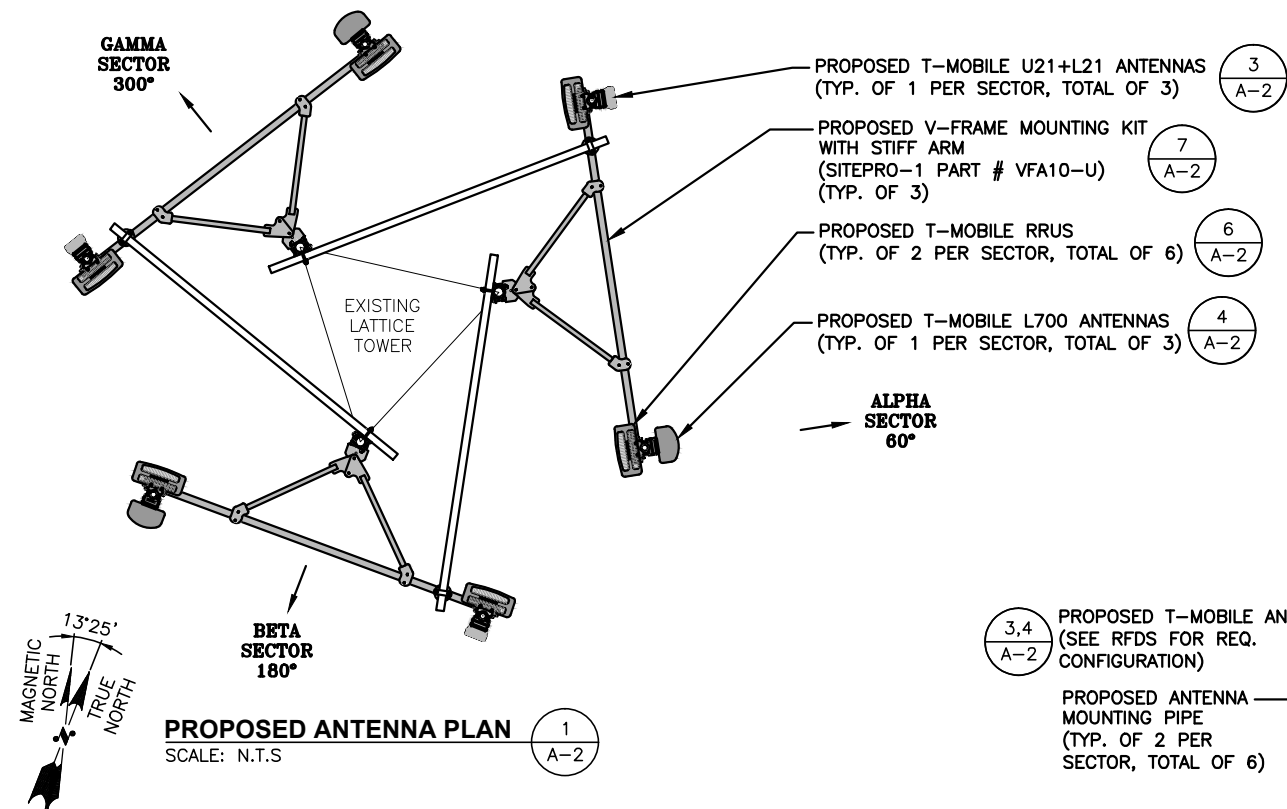 GAMMA
SECTOR
300°
PROPOSED T-MOBILE U21+L21 ANTENNAS
(TYP. OF 1 PER SECTOR, TOTAL OF 3)
3
A-2
PROPOSED V-FRAME MOUNTING KIT
WITH STIFF ARM
(SITEPRO-1 PART # VFA10-U)
(TYP. OF 3)
7
A-2
PROPOSED T-MOBILE RRUS
(TYP. OF 2 PER SECTOR, TOTAL OF 6)
6
A-2
EXISTING
LATTICE
TOWER
PROPOSED T-MOBILE L700 ANTENNAS
(TYP. OF 1 PER SECTOR, TOTAL OF 3)
4
A-2
ALPHA
SECTOR
60°
BETA
SECTOR
180°
13°25'
MAGNETIC
NORTH
TRUE
NORTH
N
PROPOSED ANTENNA PLAN
SCALE: N.T.S
1
A-2
3,4
A-2
PROPOSED T-MOBILE AN
(SEE RFDS FOR REQ.
CONFIGURATION)
PROPOSED ANTENNA
MOUNTING PIPE
(TYP. OF 2 PER
SECTOR, TOTAL OF 6)